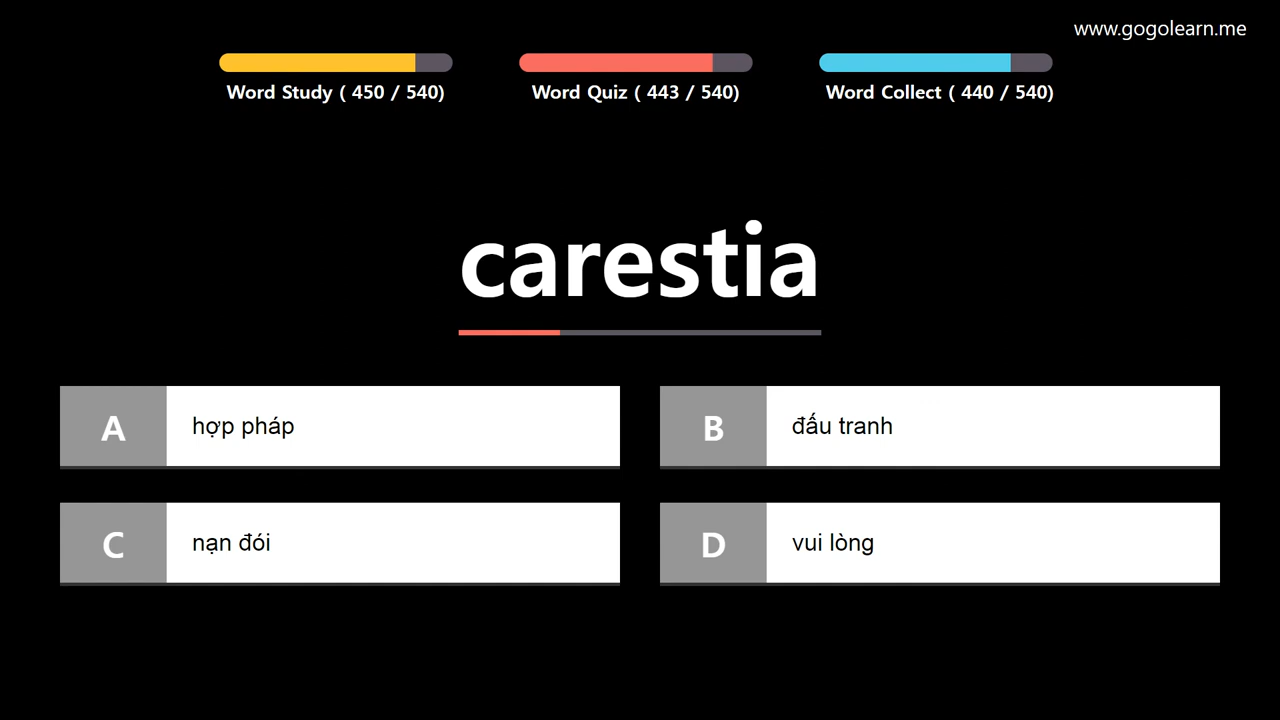 www.gogolearn.me
Word Study ( 450 / 540)
Word Quiz ( 443 / 540)
Word Collect ( 440 / 540)
carestia
A hợp pháp
B đấu tranh
C nạn đói
D vui lòng